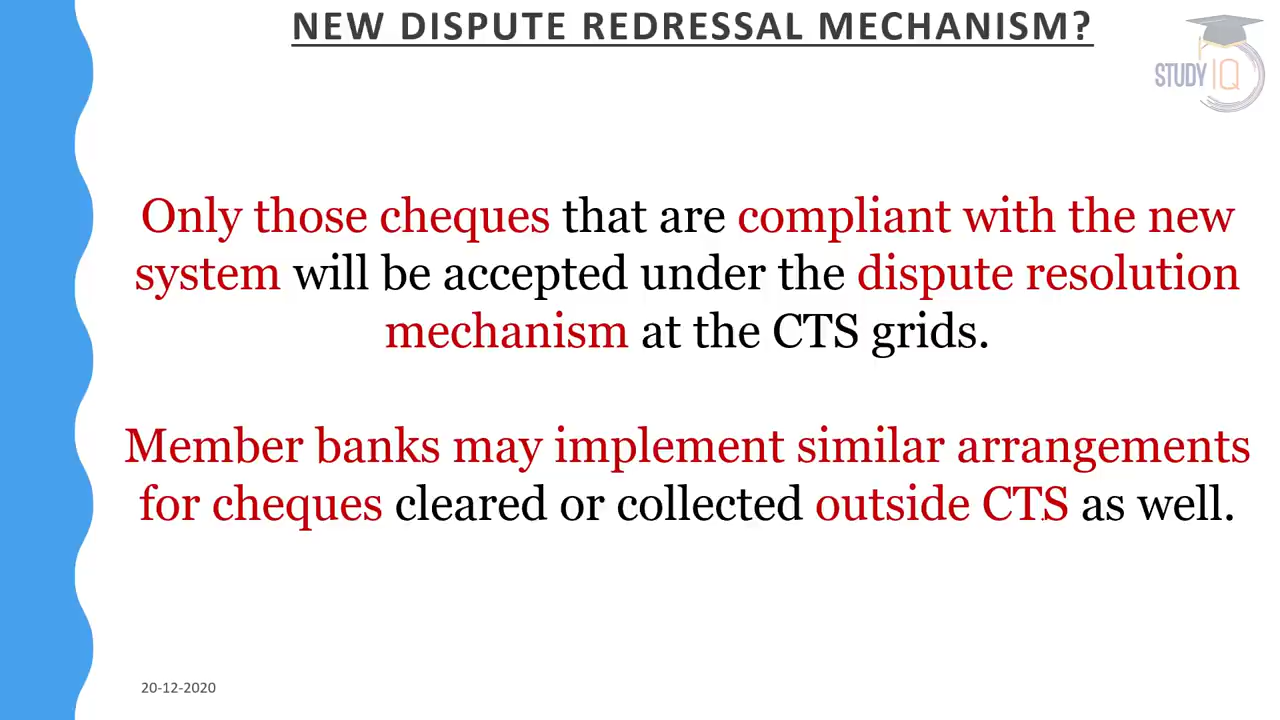 NEW DISPUTE REDRESSAL MECHANISM?
STUDY IQ
Only those cheques that are compliant with the new
system will be accepted under the dispute resolution
mechanism at the CTS grids.
Member banks may implement similar arrangements
for cheques cleared or collected outside CTS as well.
20-12-2020